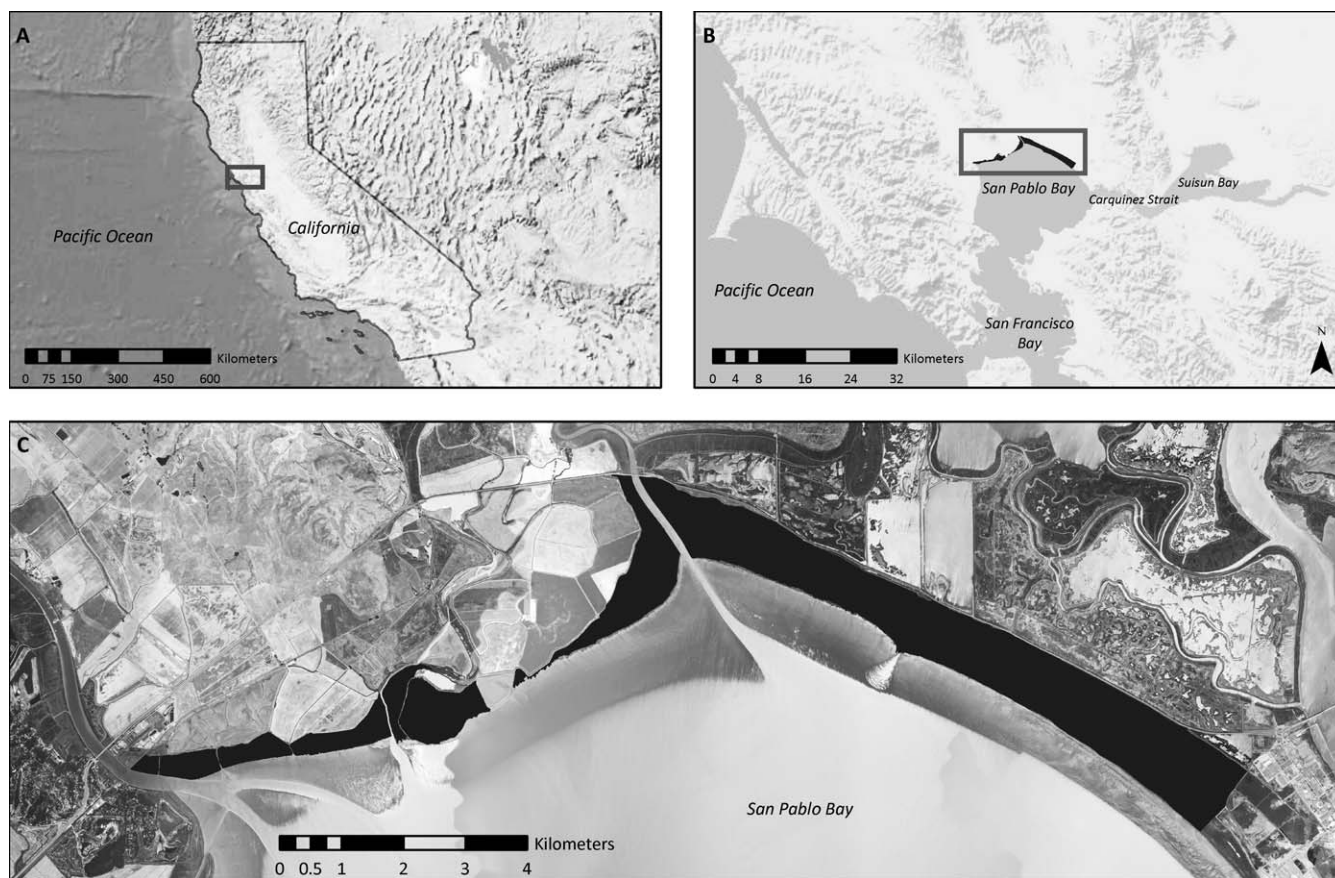 A
Pacific Ocean
California
Kilometers
0 75 150 300 450 600
B
San Pablo Bay
Suisun Bay
Carquinez Strait
Pacific Ocean
San Francisco
Bay
N
Kilometers
0 4 8 16 24 32
C
San Pablo Bay
Kilometers
0 0.5 1 2 3 4